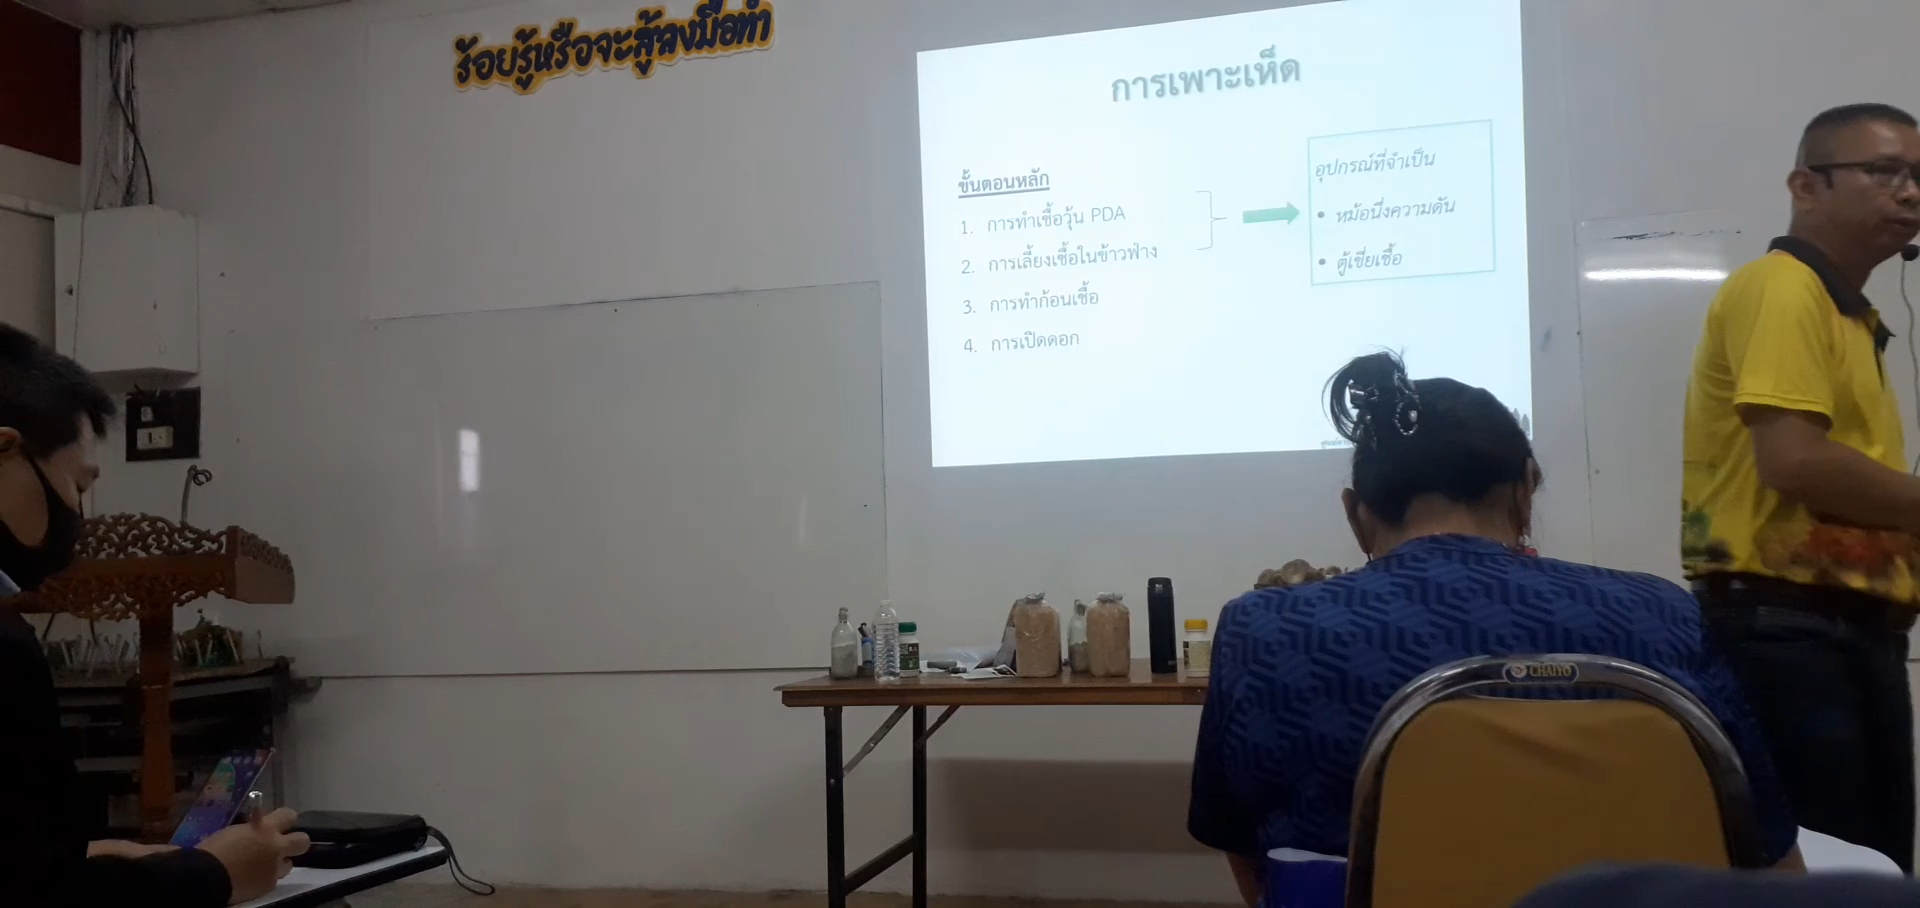 ร้อยรู้หรือจะสู้ลงมือทำ
การเพาะเห็ด
ขั้นตอนหลัก
1. การทำเชื้อวุ้น PDA
2. การเลี้ยงเชื้อในข้าวฟ่าง
3. การทำก้อนเชื้อ
4. การเปิดดอก
อุปกรณ์ที่จำเป็น
• หม้อนึ่งความดัน
• ตู้เขี่ยเชื้อ
CHAIYO